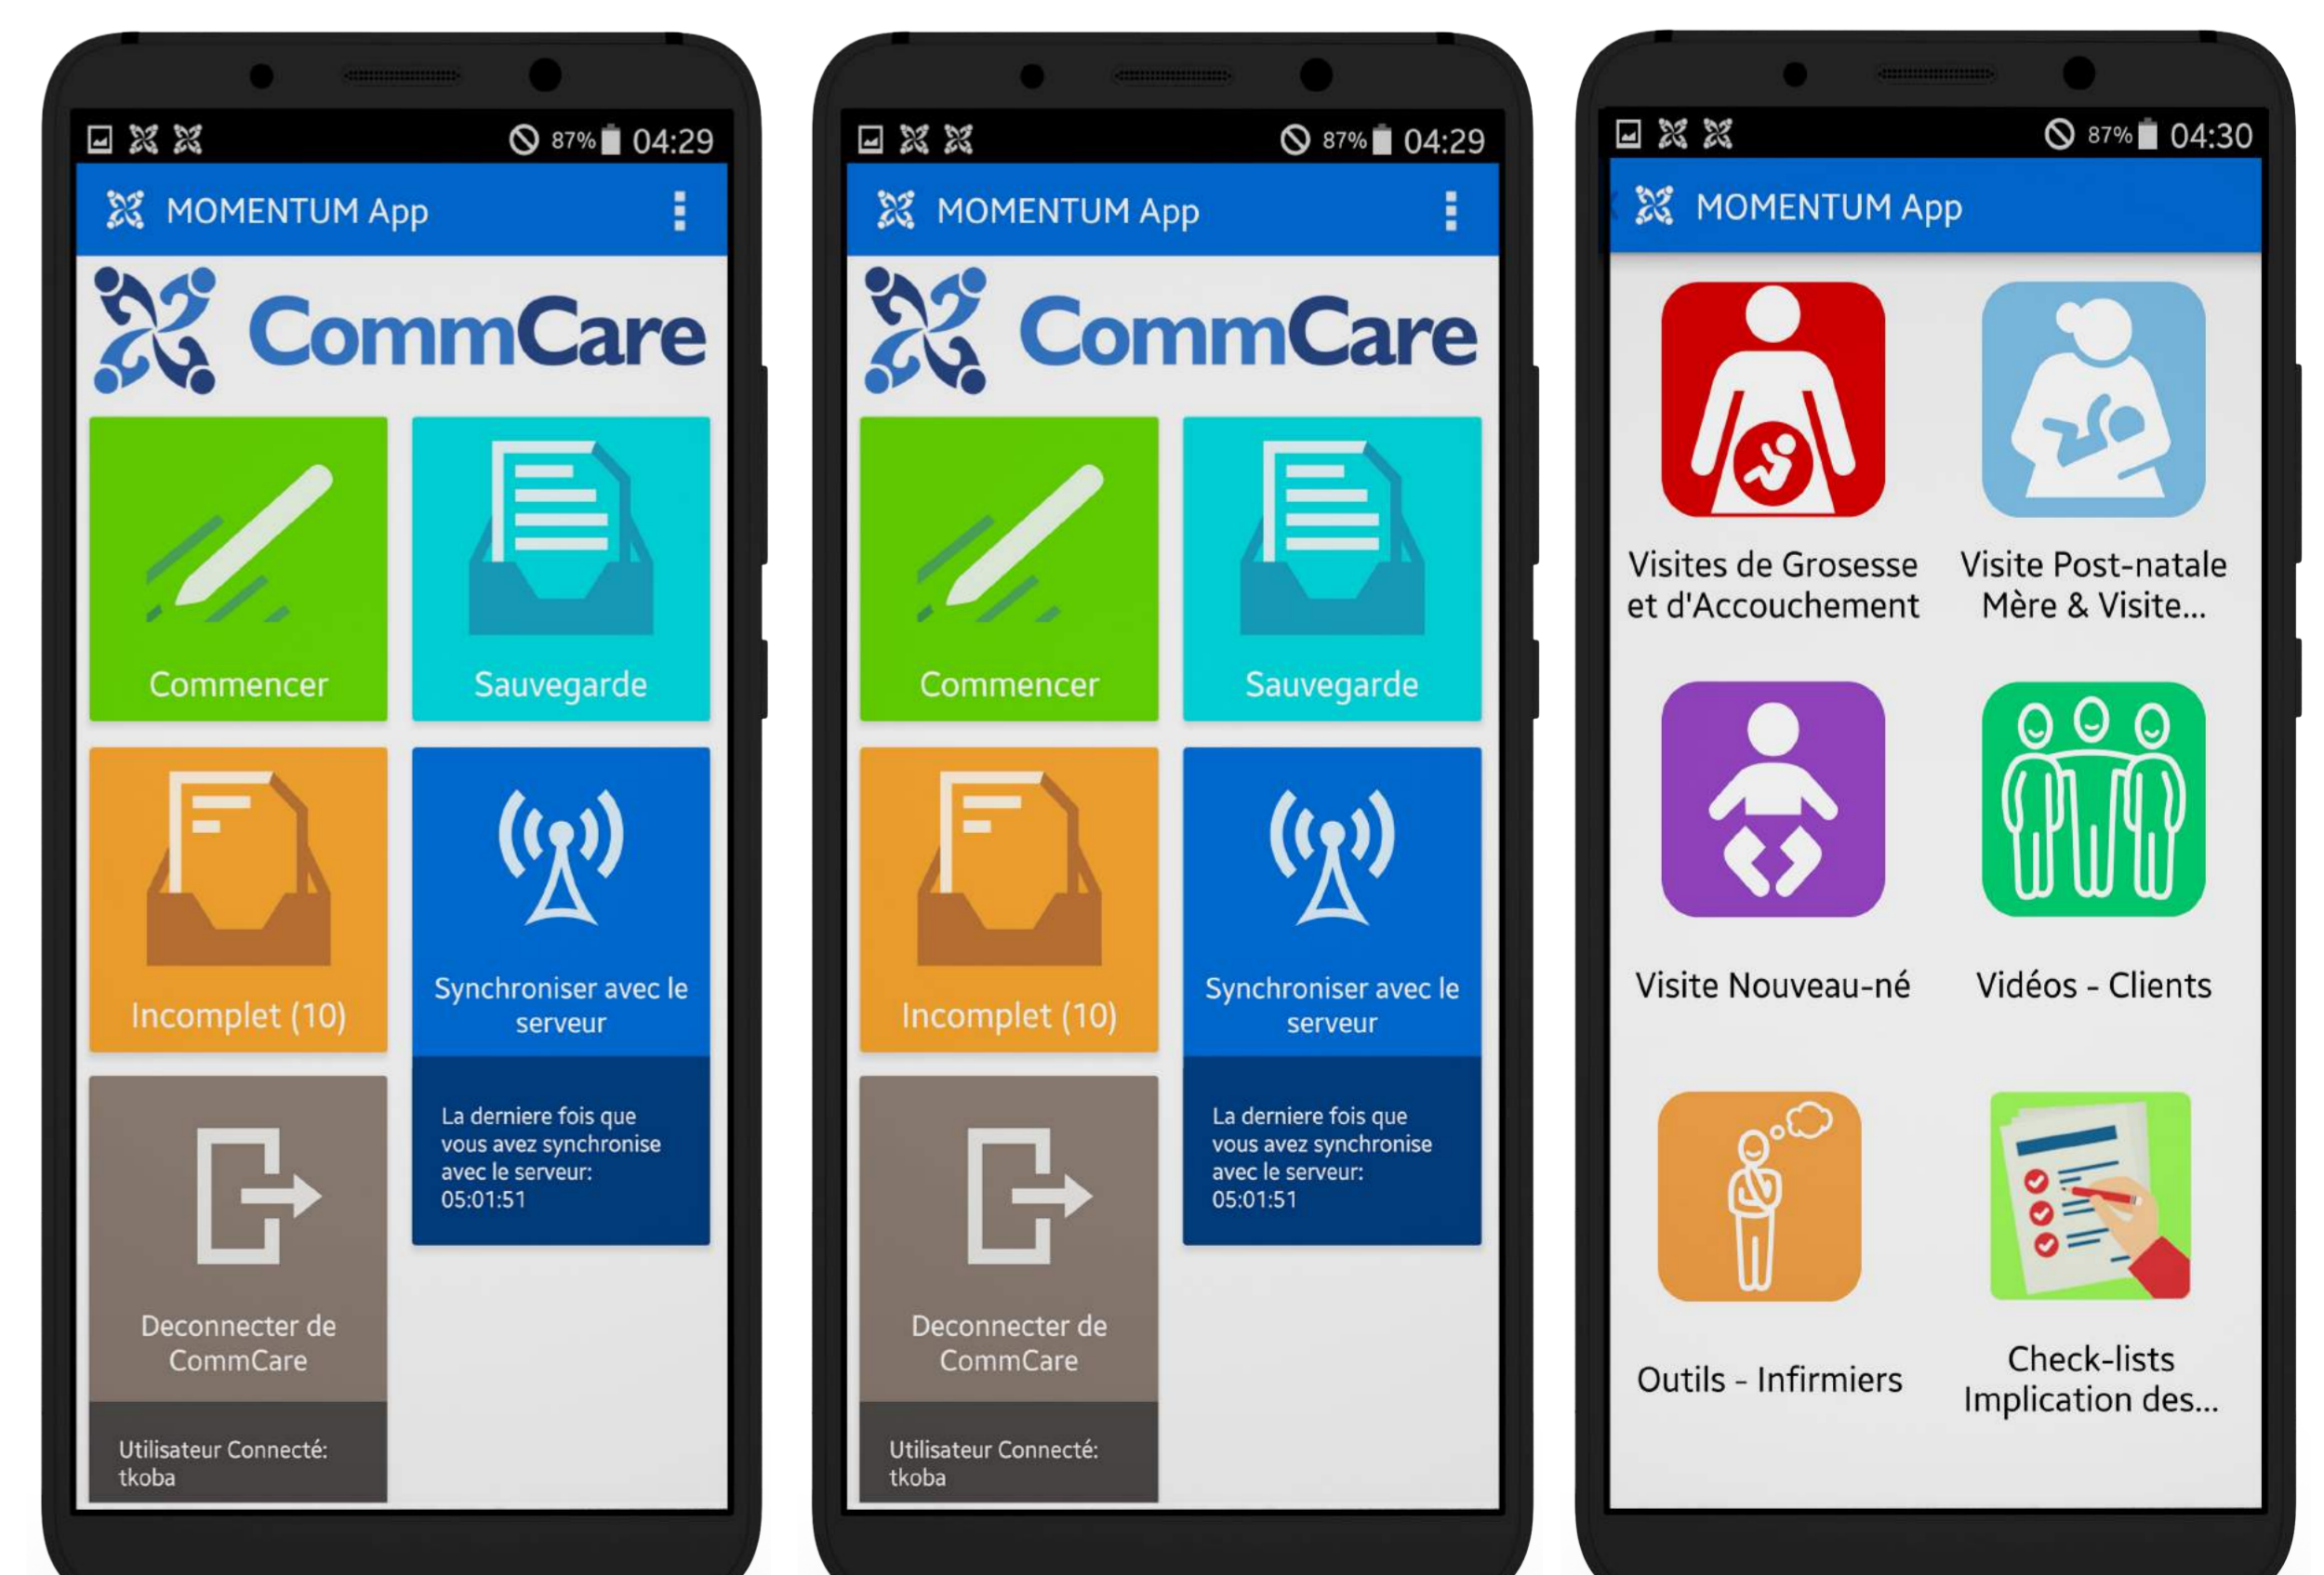 87% 04:29
MOMENTUM App
CommCare
Commencer
Sauvegarde
Incomplet (10)
Synchroniser avec le
serveur
La derniere fois que
vous avez synchronise
avec le serveur:
05:01:51
Deconnecter de
CommCare
Utilisateur Connecté:
tkoba
87% 04:29
MOMENTUM App
CommCare
Commencer
Sauvegarde
Incomplet (10)
Synchroniser avec le
serveur
La derniere fois que
vous avez synchronise
avec le serveur:
05:01:51
Deconnecter de
CommCare
Utilisateur Connecté:
tkoba
87% 04:30
MOMENTUM App
Visites de Grosesse
et d'Accouchement
Visite Post-natale
Mère & Visite...
Visite Nouveau-né
Vidéos - Clients
Outils - Infirmiers
Check-lists
Implication des...